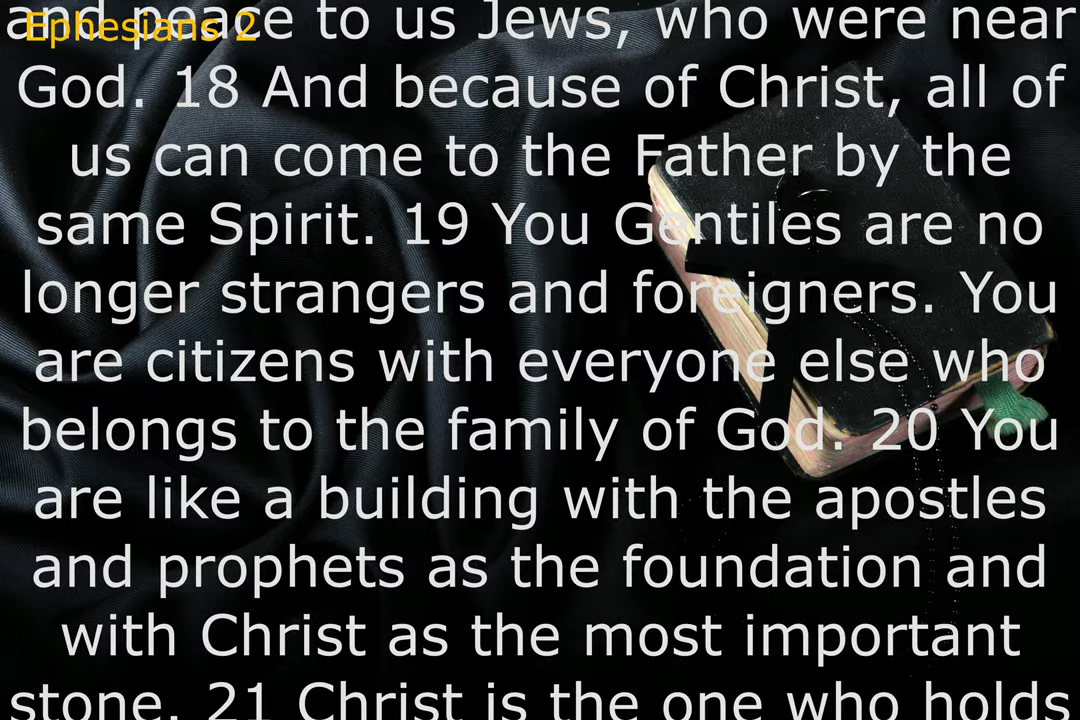 Ephesians 2
and peace to us Jews, who were near
God. 18 And because of Christ, all of
us can come to the Father by the
same Spirit. 19 You Gentiles are no
longer strangers and foreigners. You
are citizens with everyone else who
belongs to the family of God. 20 You
are like a building with the apostles
and prophets as the foundation and
with Christ as the most important
stone. 21 Christ is the one who holds